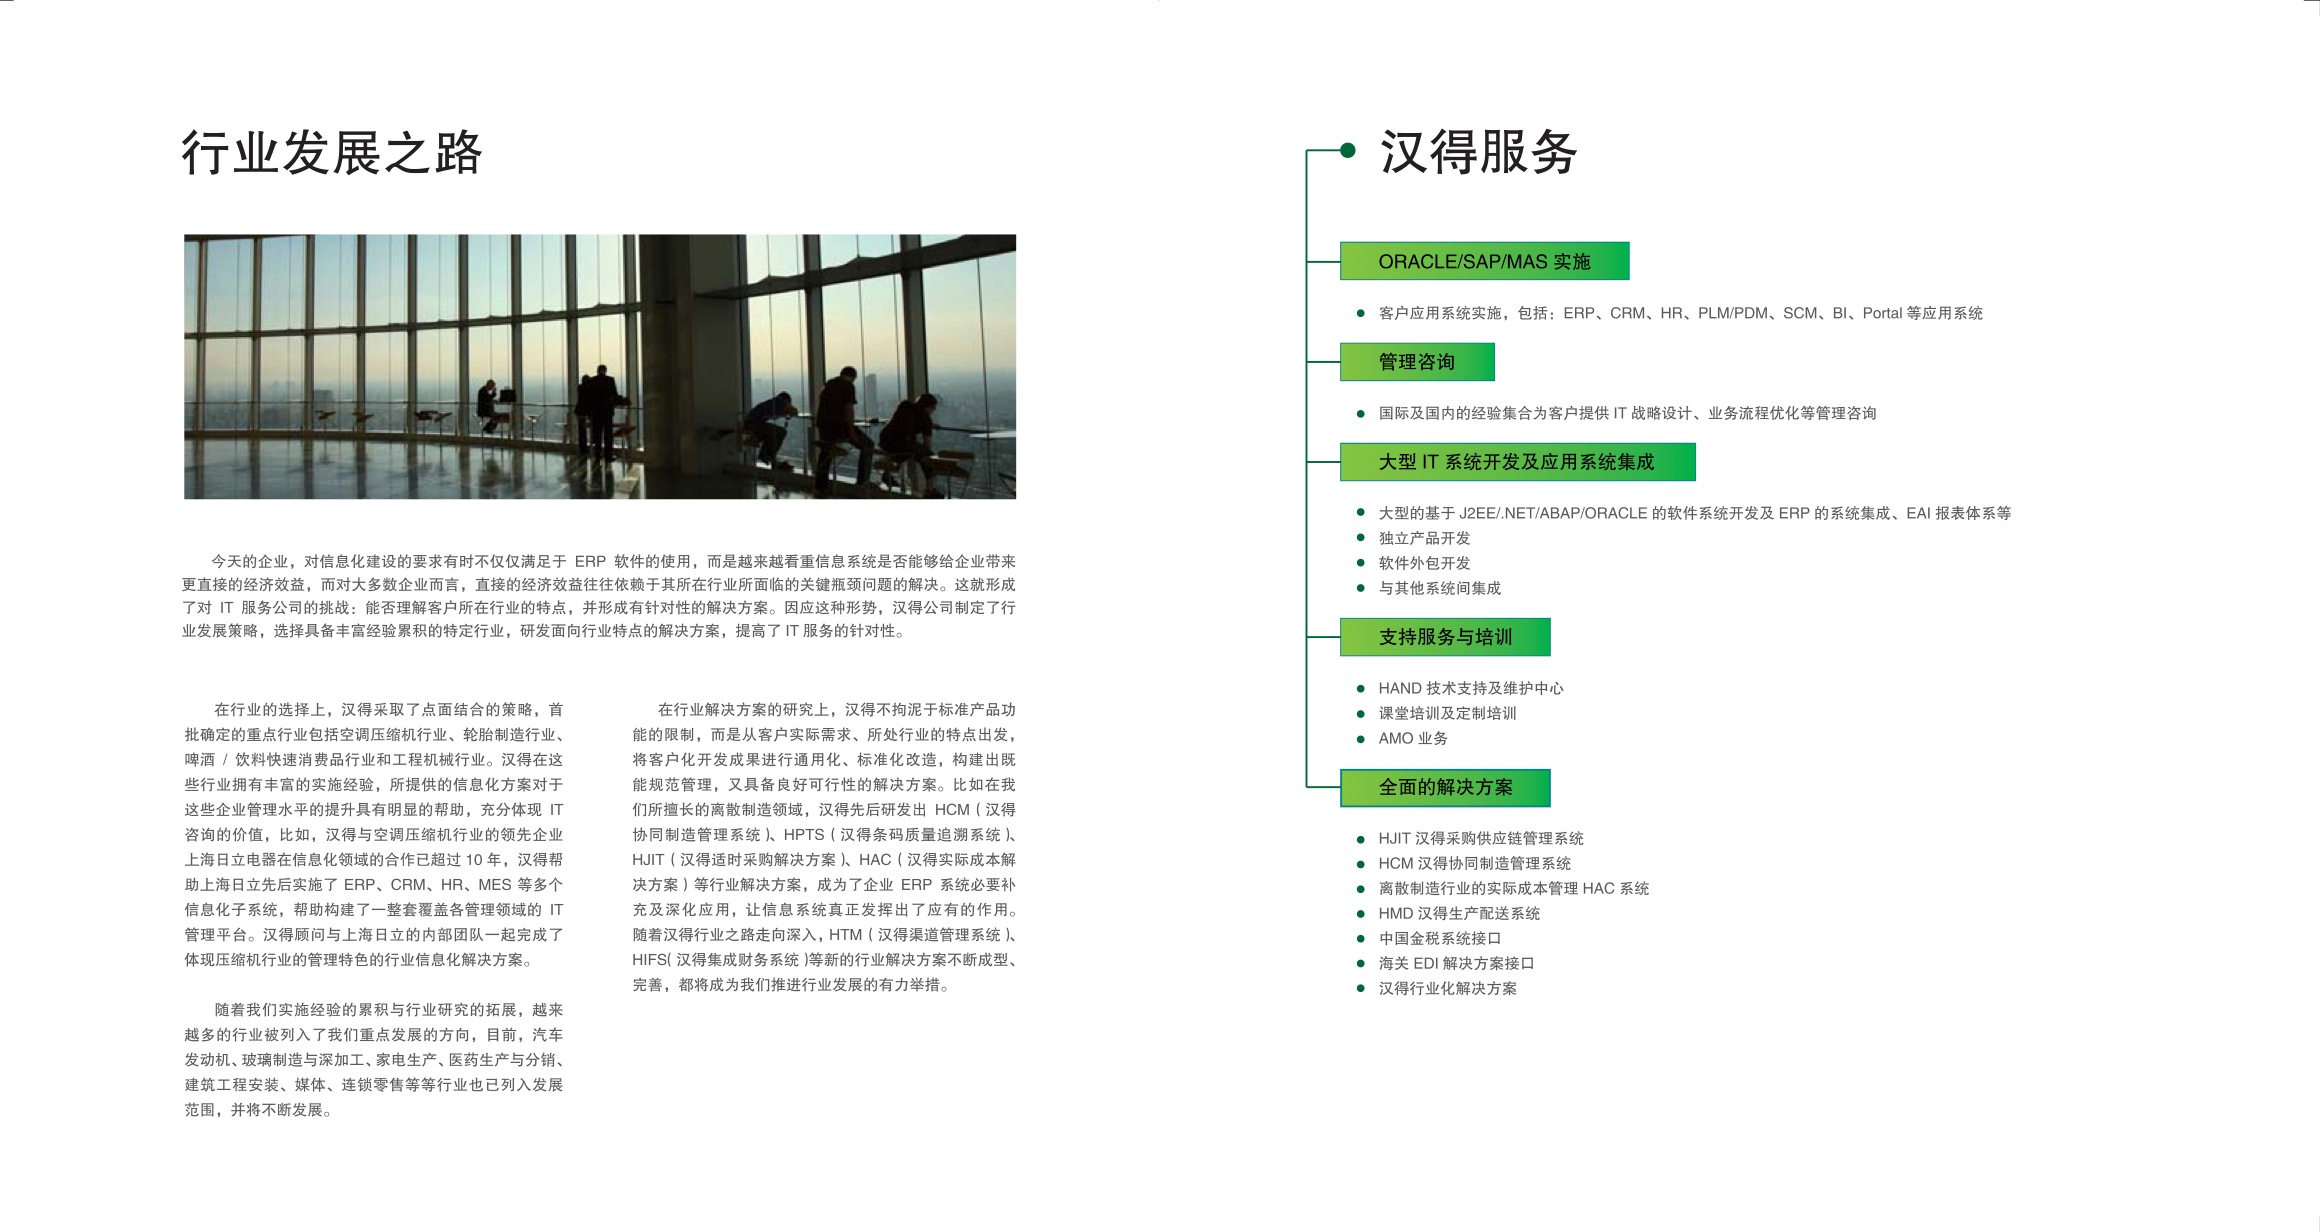 行业发展之路
今天的企业，对信息化建设的要求有时不仅仅满足于 ERP 软件的使用，而是越来越看重信息系统是否能够给企业带来
更直接的经济效益，而对大多数企业而言，直接的经济效益往往依赖于其所在行业所面临的关键瓶颈问题的解决。这就形成
了对 IT 服务公司的挑战：能否理解客户所在行业的特点，并形成有针对性的解决方案。因应这种形势，汉得公司制定了行
业发展策略，选择具备丰富经验累积的特定行业，研发面向行业特点的解决方案，提高了 IT 服务的针对性。
在行业的选择上，汉得采取了点面结合的策略，首
批确定的重点行业包括空调压缩机行业、轮胎制造行业、
啤酒 / 饮料快速消费品行业和工程机械行业。汉得在这
些行业拥有丰富的实施经验，所提供的信息化方案对于
这些企业管理水平的提升具有明显的帮助，充分体现 IT
咨询的价值，比如，汉得与空调压缩机行业的领先企业
上海日立电器在信息化领域的合作已超过 10 年，汉得帮
助上海日立先后实施了 ERP、CRM、HR、MES 等多个
信息化子系统，帮助构建了一整套覆盖各管理领域的 IT
管理平台。汉得顾问与上海日立的内部团队一起完成了
体现压缩机行业的管理特色的行业信息化解决方案。
随着我们实施经验的累积与行业研究的拓展，越来
越多的行业被列入了我们重点发展的方向，目前，汽车
发动机、玻璃制造与深加工、家电生产、医药生产与分销、
建筑工程安装、媒体、连锁零售等等行业也已列入发展
范围，并将不断发展。
在行业解决方案的研究上，汉得不拘泥于标准产品功
能的限制，而是从客户实际需求、所处行业的特点出发，
将客户化开发成果进行通用化、标准化改造，构建出既
能规范管理，又具备良好可行性的解决方案。比如在我
们所擅长的离散制造领域，汉得先后研发出 HCM（汉得
协同制造管理系统）、HPTS（汉得条码质量追溯系统）、
HJIT（汉得适时采购解决方案）、HAC（汉得实际成本解
决方案）等行业解决方案，成为了企业 ERP 系统必要补
充及深化应用，让信息系统真正发挥出了应有的作用。
随着汉得行业之路走向深入，HTM（汉得渠道管理系统）、
HIFS( 汉得集成财务系统 )等新的行业解决方案不断成型、
完善，都将成为我们推进行业发展的有力举措。
汉得服务
ORACLE/SAP/MAS 实施
客户应用系统实施，包括：ERP、CRM、HR、PLM/PDM、SCM、BI、Portal 等应用系统
管理咨询
国际及国内的经验集合为客户提供 IT 战略设计、业务流程优化等管理咨询
大型 IT 系统开发及应用系统集成
大型的基于 J2EE/.NET/ABAP/ORACLE 的软件系统开发及 ERP 的系统集成、EAI 报表体系等
独立产品开发
软件外包开发
与其他系统间集成
支持服务与培训
HAND 技术支持及维护中心
课堂培训及定制培训
AMO 业务
全面的解决方案
HJIT 汉得采购供应链管理系统
HCM 汉得协同制造管理系统
离散制造行业的实际成本管理 HAC 系统
HMD 汉得生产配送系统
中国金税系统接口
海关 EDI 解决方案接口
汉得行业化解决方案